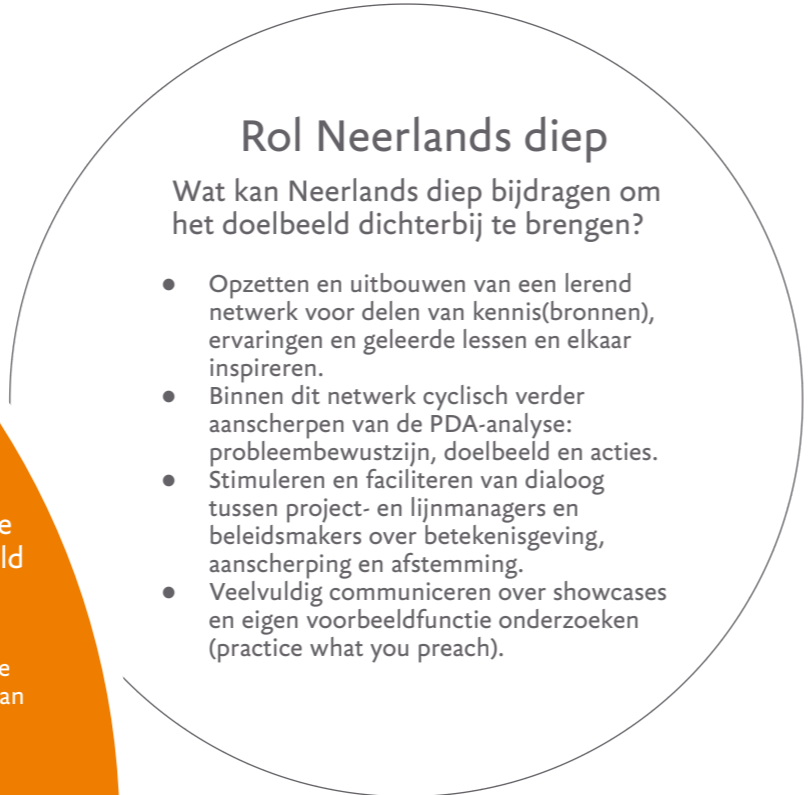 Rol Neerlands diep
Wat kan Neerlands diep bijdragen om
het doelbeeld dichterbij te brengen?
● Opzetten en uitbouwen van een lerend
netwerk voor delen van kennis(bronnen),
ervaringen en geleerde lessen en elkaar
inspireren.
● Binnen dit netwerk cyclisch verder
aanscherpen van de PDA-analyse:
probleembewustzijn, doelbeeld en acties.
● Stimuleren en faciliteren van dialoog
tussen project- en lijnmanagers en
beleidsmakers over betekenisgeving,
aanscherping en afstemming.
● Veelvuldig communiceren over showcases
en eigen voorbeeldfunctie onderzoeken
(practice what you preach).
e
ld
e
an